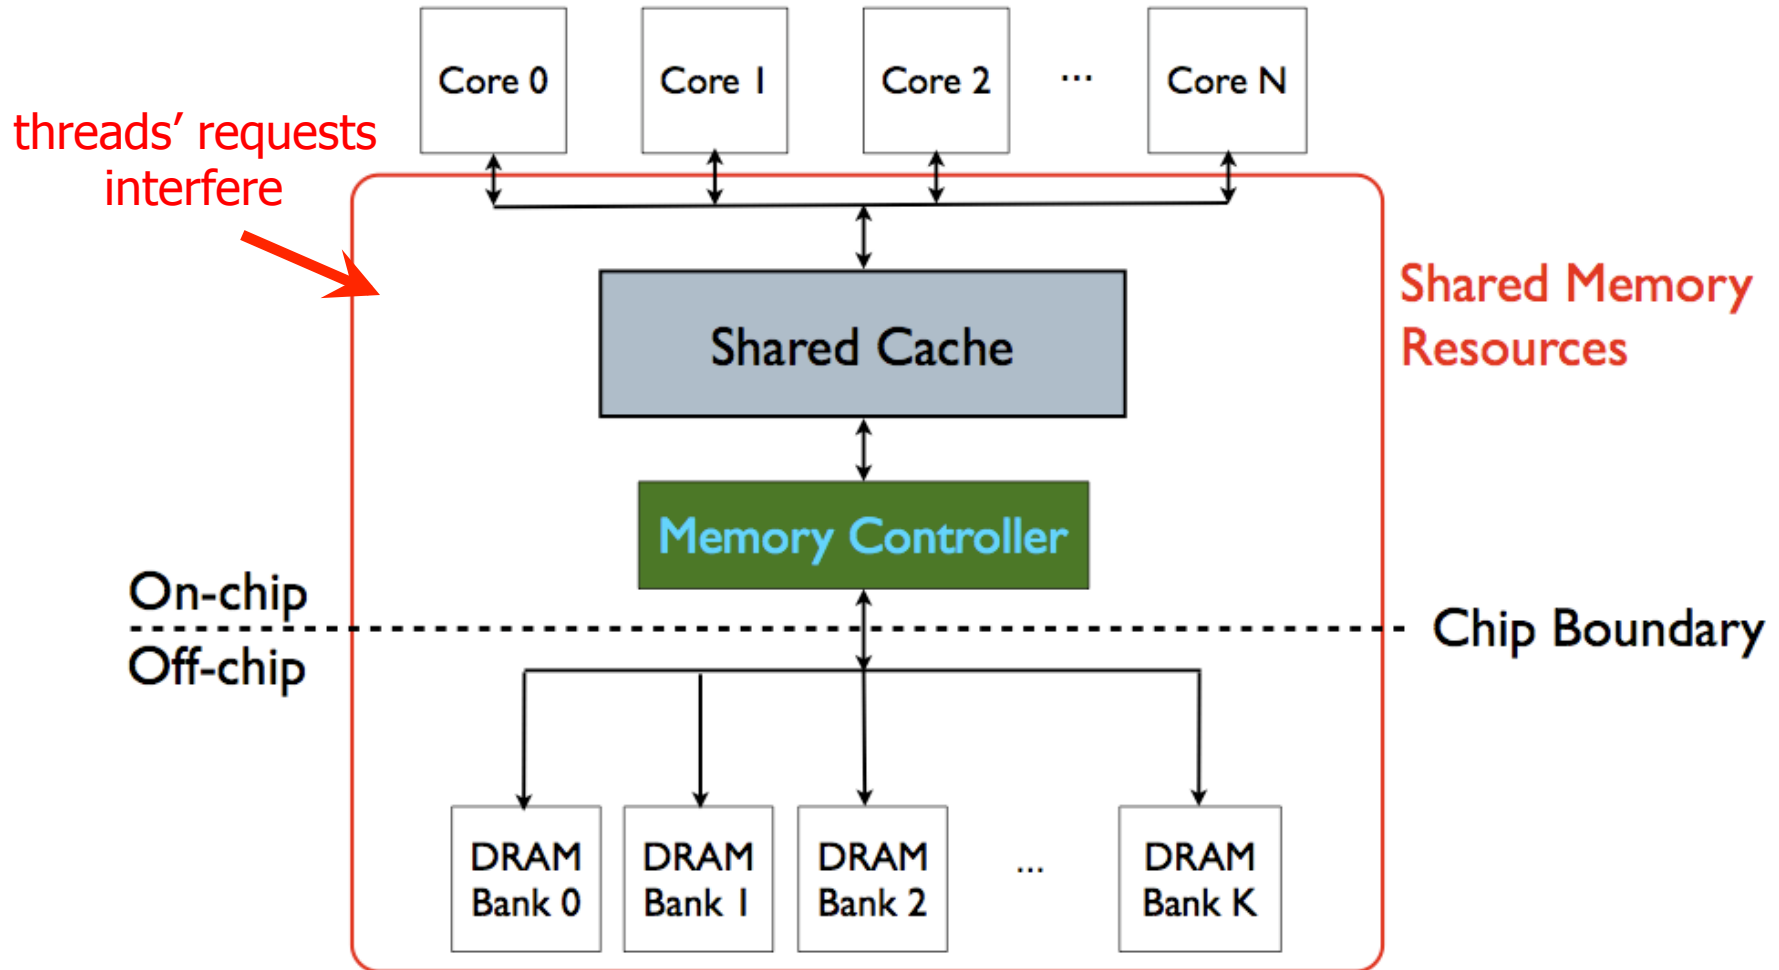 Core 0
Core 1
Core 2
...
Core N
threads’ requests
interfere
Shared Cache
Shared Memory
Resources
Memory Controller
On-chip
Off-chip
Chip Boundary
DRAM
Bank 0
DRAM
Bank 1
DRAM
Bank 2
...
DRAM
Bank K